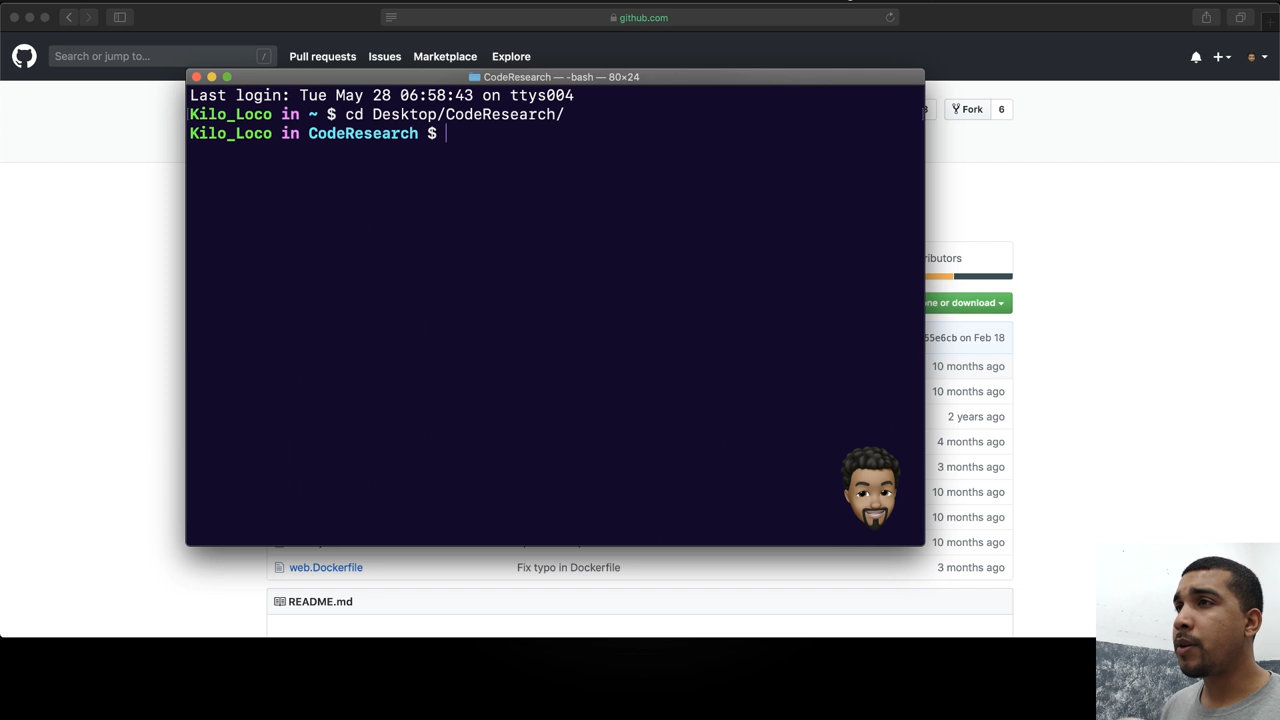 github.com
Search or jump to...
/
Pull requests
Issues
Marketplace
Explore
CodeResearch — -bash — 80×24
Last login: Tue May 28 06:58:43 on ttys004
Kilo_Loco in ~ $ cd Desktop/CodeResearch/
Kilo_Loco in CodeResearch $
Fork 6
ributors
ne or download
55e6cb on Feb 18
10 months ago
10 months ago
2 years ago
4 months ago
3 months ago
10 months ago
10 months ago
10 months ago
web.Dockerfile Fix typo in Dockerfile 3 months ago
README.md